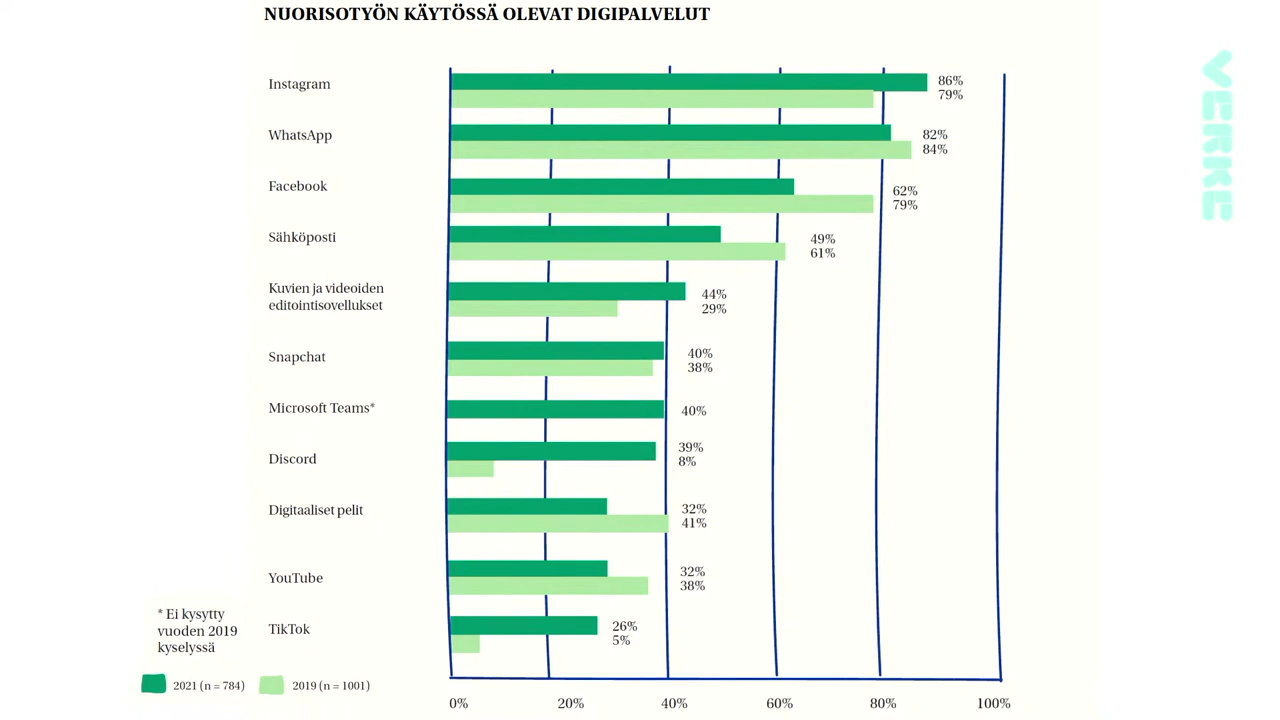 NUORISOTYÖN KÄYTÖSSÄ OLEVAT DIGIPALVELUT
Instagram
86%
79%
WhatsApp
82%
84%
Facebook
62%
79%
Sähköposti
49%
61%
Kuvien ja videoiden
editointisovellukset
44%
29%
Snapchat
40%
38%
Microsoft Teams*
40%
Discord
39%
8%
Digitaaliset pelit
32%
41%
YouTube
32%
38%
TikTok
26%
5%
* Ei kysytty
vuoden 2019
kyselyssä
2021 (n = 784) 2019 (n = 1001)
0% 20% 40% 60% 80% 100%
VERKE